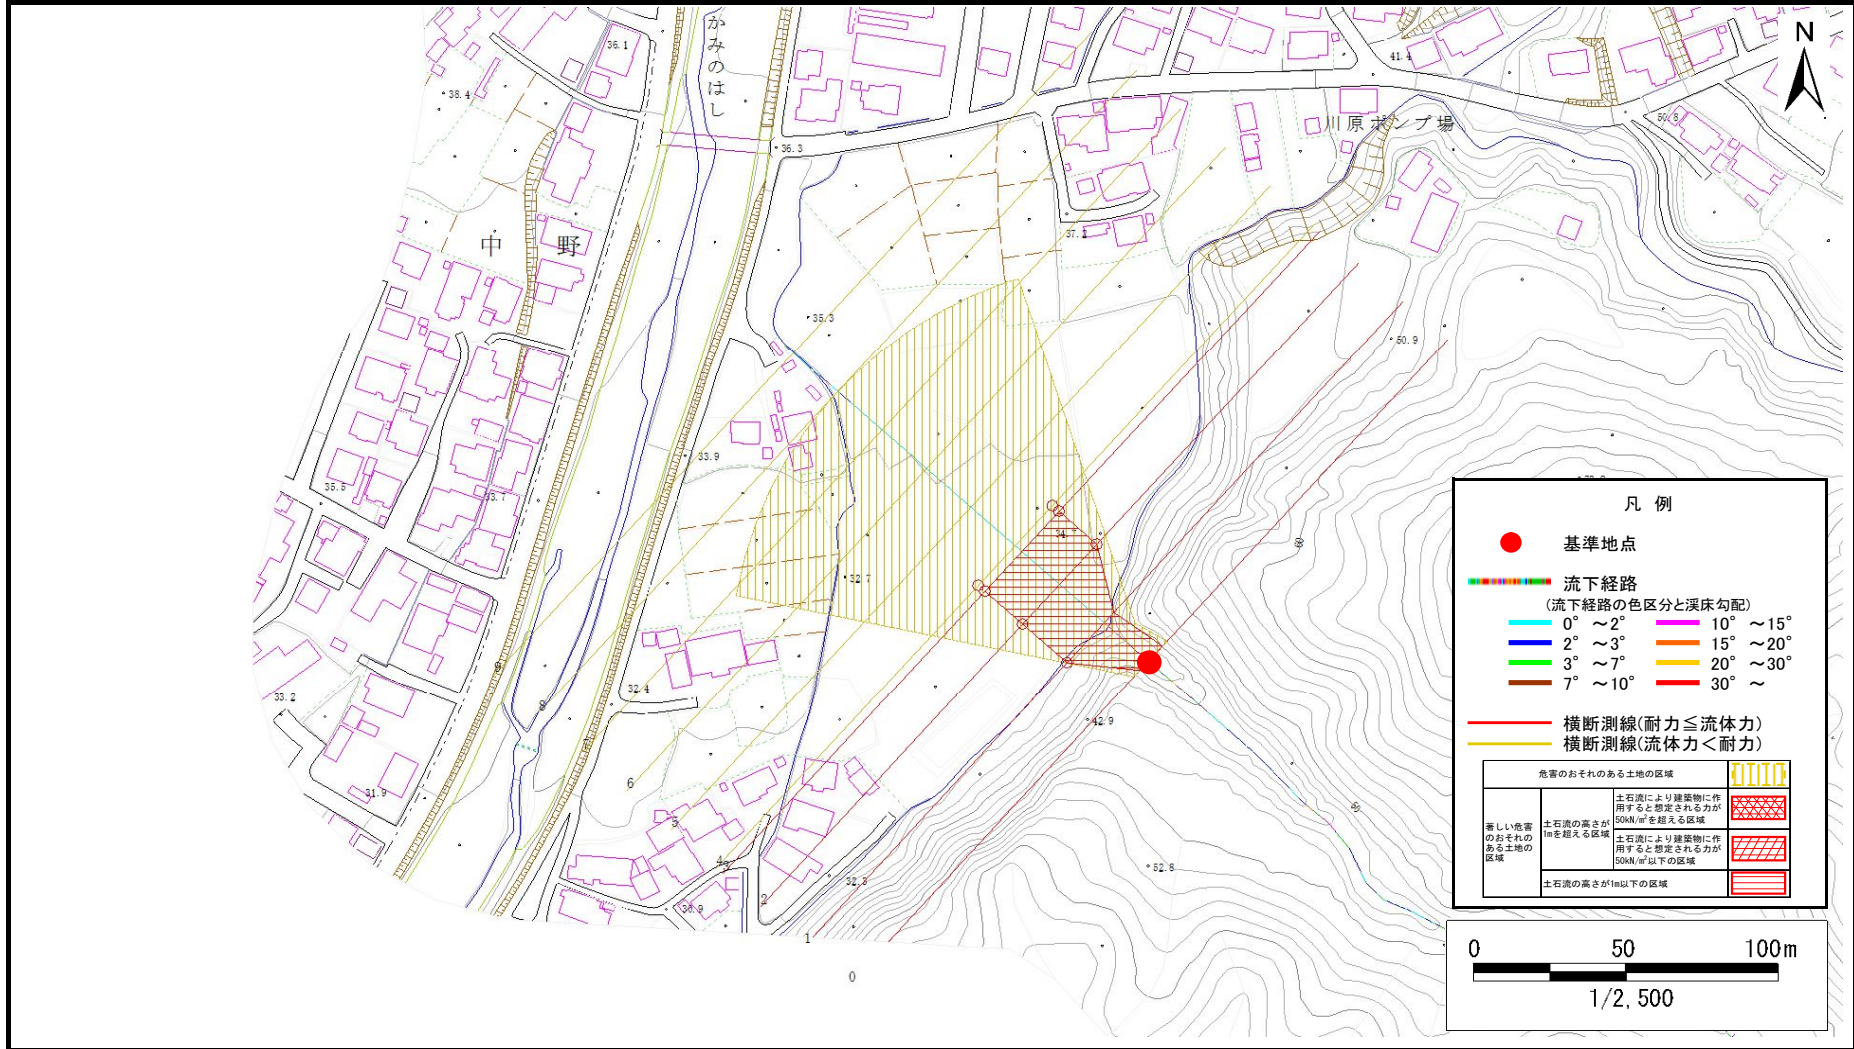 かみのはし
36.1
38.4
36.3
41.4
50.8
川原ポンプ場
N
中野
37.2
35.3
50.9
33.9
35.5
33.7
32.7
34.
60
9
8
7
33.2
32.4
42.9
31.9
6
5
4
3
2
1
0
52.8
32.5
30.9
凡 例
基準地点
流下経路
(流下経路の色区分と渓床勾配)
0° ~2° 10° ~15°
2° ~3° 15° ~20°
3° ~7° 20° ~30°
7° ~10° 30° ~
横断測線(耐力≦流体力)
横断測線(流体力<耐力)
危害のおそれのある土地の区域
著しい危害
のおそれの
ある土地の
区域
土石流の高さが
1mを超える区域
土石流により建築物に作
用すると想定される力が
50kN/m²を超える区域
土石流により建築物に作
用すると想定される力が
50kN/m²以下の区域
土石流の高さが1m以下の区域
0 50 100m
1/2,500